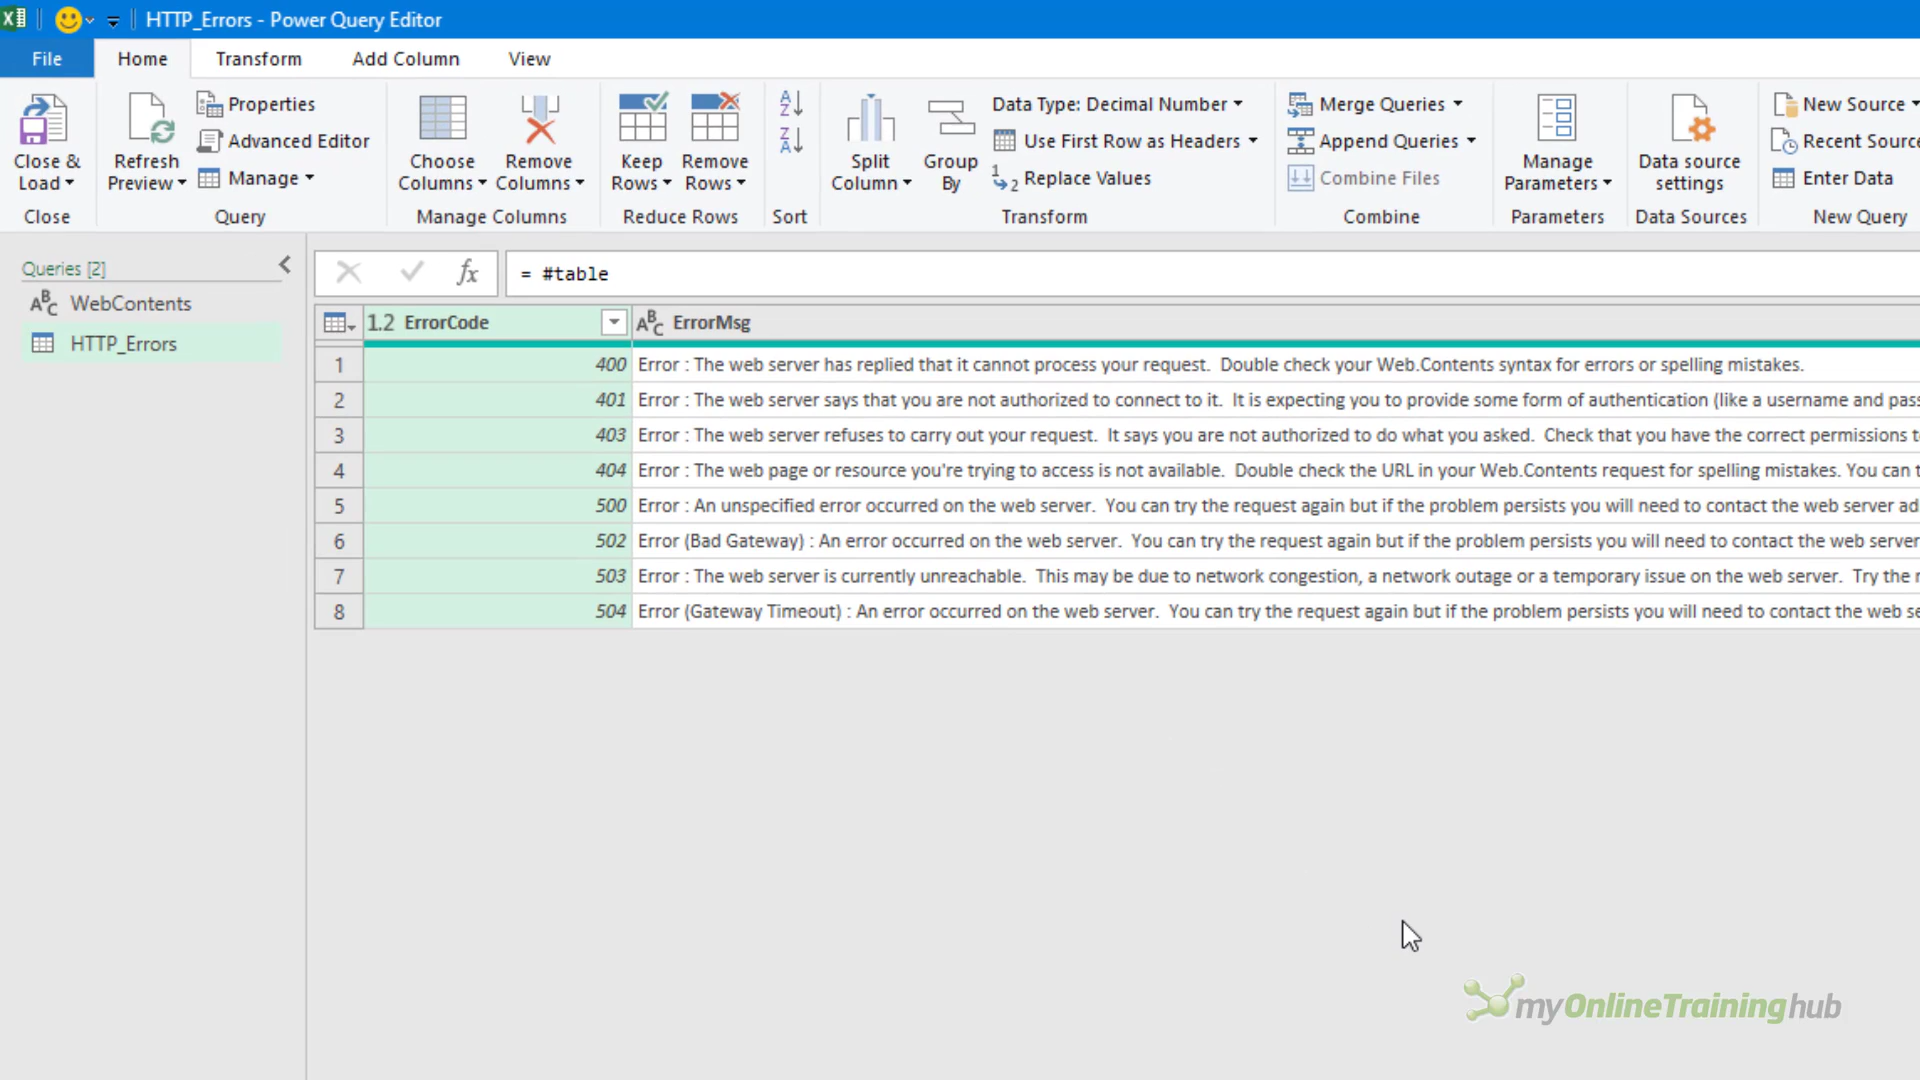 HTTP_Errors - Power Query Editor
File Home Transform Add Column View
Close & Load
Refresh Preview
Properties
Advanced Editor
Manage
Choose Columns
Remove Columns
Keep Rows
Remove Rows
Split Column
Group By
Data Type: Decimal Number
Use First Row as Headers
1 2 Replace Values
Merge Queries
Append Queries
Combine Files
Manage Parameters
Data source settings
New Source
Recent
Enter Data
Close Query Manage Columns Reduce Rows Sort Transform Combine Parameters Data Sources New Query
Queries [2]
ABC WebContents
HTTP_Errors
fx = #table
1.2 ErrorCode ABC ErrorMsg
1 400 Error : The web server has replied that it cannot process your request.  Double check your Web.Contents syntax for errors or spelling mistakes.
2 401 Error : The web server says that you are not authorized to connect to it.  It is expecting you to provide some form of authentication (like a username and
3 403 Error : The web server refuses to carry out your request.  It says you are not authorized to do what you asked.  Check that you have the correct permissions
4 404 Error : The web page or resource you're trying to access is not available.  Double check the URL in your Web.Contents request for spelling mistakes. You can
5 500 Error : An unspecified error occurred on the web server.  You can try the request again but if the problem persists you will need to contact the web server
6 502 Error (Bad Gateway) : An error occurred on the web server.  You can try the request again but if the problem persists you will need to contact the web server
7 503 Error : The web server is currently unreachable.  This may be due to network congestion, a network outage or a temporary issue on the web server.  Try the
8 504 Error (Gateway Timeout) : An error occurred on the web server.  You can try the request again but if the problem persists you will need to contact the web
myOnlineTraininghub